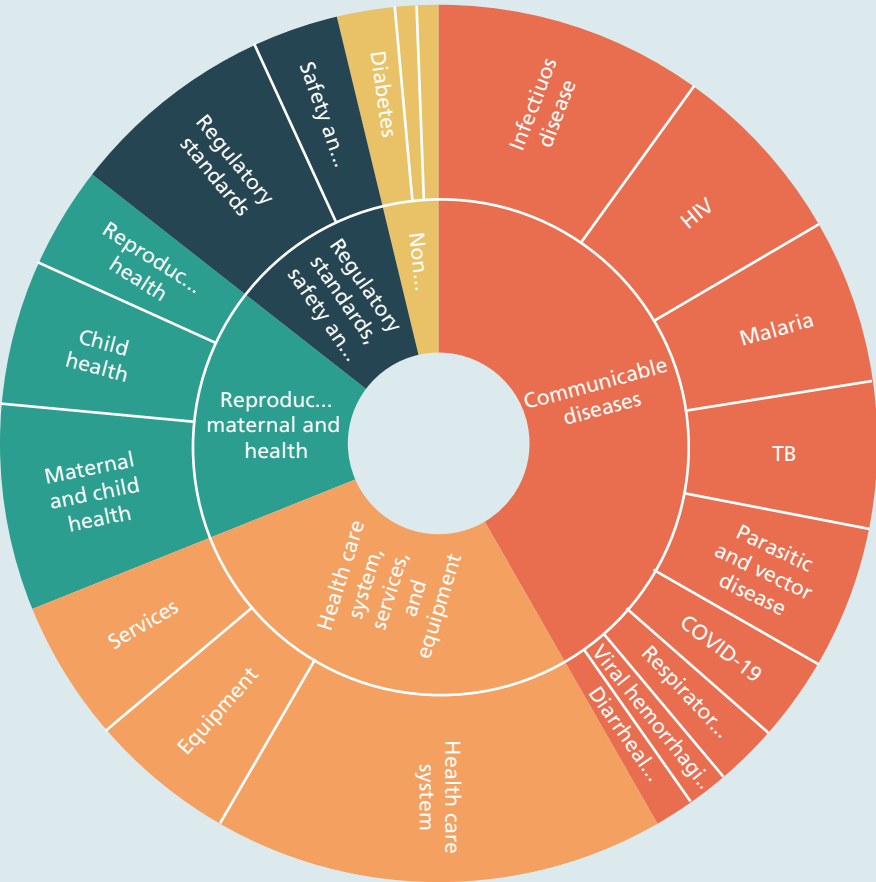 Infectiuos
disease
HIV
Malaria
TB
Parasitic
and vector
disease
COVID-19
Respirator...
Viral hemorrhagi..
Diarrheal...
Communicable
diseases
Health care
system
Equipment
Services
Health care
system,
services,
and
equipment
Maternal
and child
health
Child
health
Reproduc...
health
Reproduc...
maternal and
health
Regulatory
standards
Safety an...
Regulatory
standards,
safety an...
Diabetes
Non...